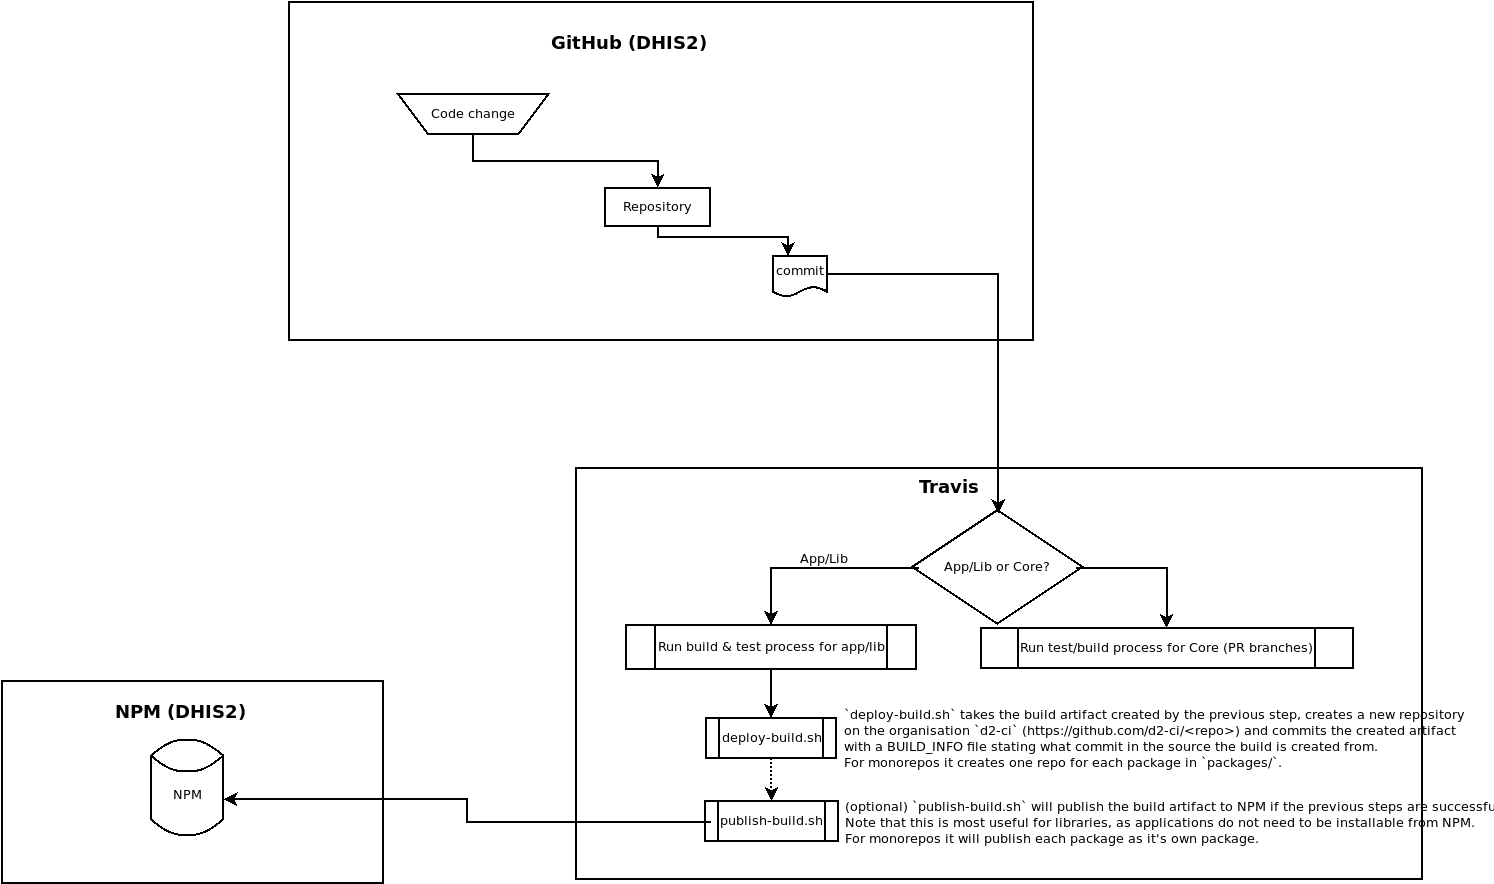 GitHub (DHIS2)
Code change
Repository
commit
Travis
App/Lib
App/Lib or Core?
Run build & test process for app/lib
Run test/build process for Core (PR branches)
NPM (DHIS2)
NPM
deploy-build.sh
`deploy-build.sh` takes the build artifact created by the previous step, creates a new repository
on the organisation `d2-ci` (https://github.com/d2-ci/<repo>) and commits the created artifact
with a BUILD_INFO file stating what commit in the source the build is created from.
For monorepos it creates one repo for each package in `packages/`.
publish-build.sh
(optional) `publish-build.sh` will publish the build artifact to NPM if the previous steps are successfu
Note that this is most useful for libraries, as applications do not need to be installable from NPM.
For monorepos it will publish each package as it's own package.